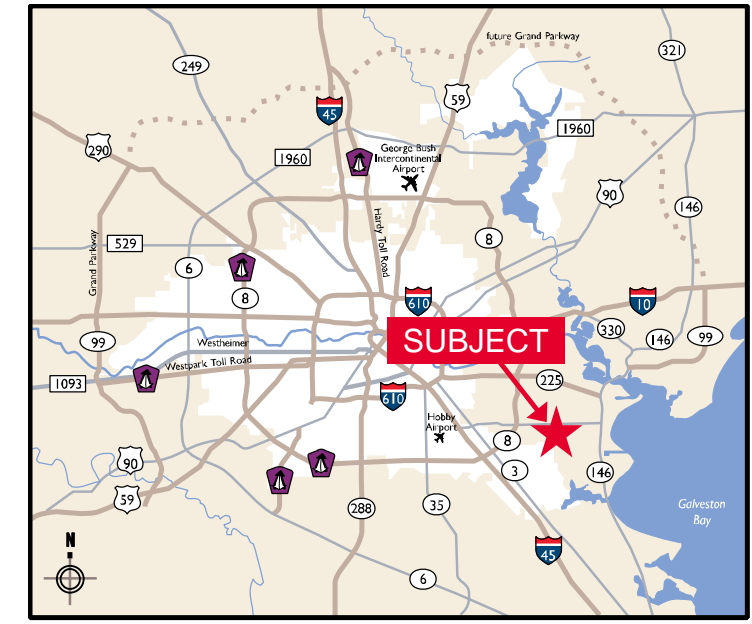 future Grand Parkway
321
249
59
45
1960
290
1960
George Bush
Intercontinental
Airport
90
146
Hardy Toll Road
8
529
Grand Parkway
6
8
610
10
330
146
99
99
SUBJECT
Westheimer
Westpark Toll Road
1093
225
610
Hobby
Airport
8
90
3
146
59
288
35
Galveston
Bay
N
45
6